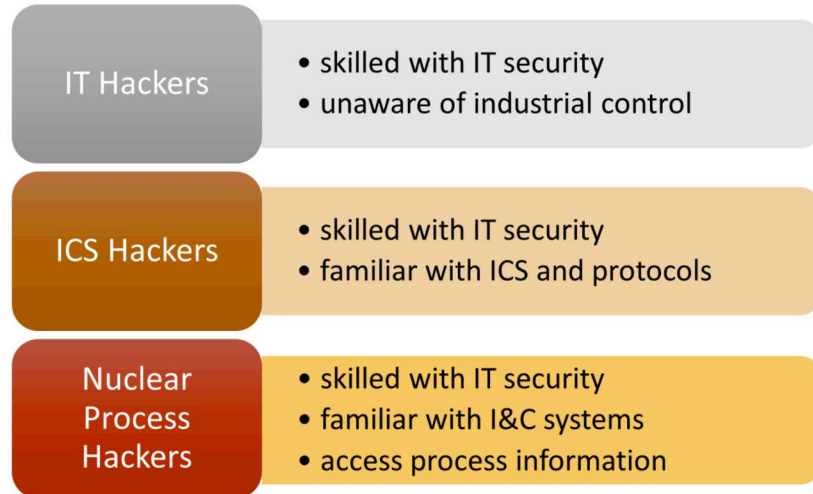 IT Hackers
• skilled with IT security
• unaware of industrial control
ICS Hackers
• skilled with IT security
• familiar with ICS and protocols
Nuclear
Process
Hackers
• skilled with IT security
• familiar with I&C systems
• access process information